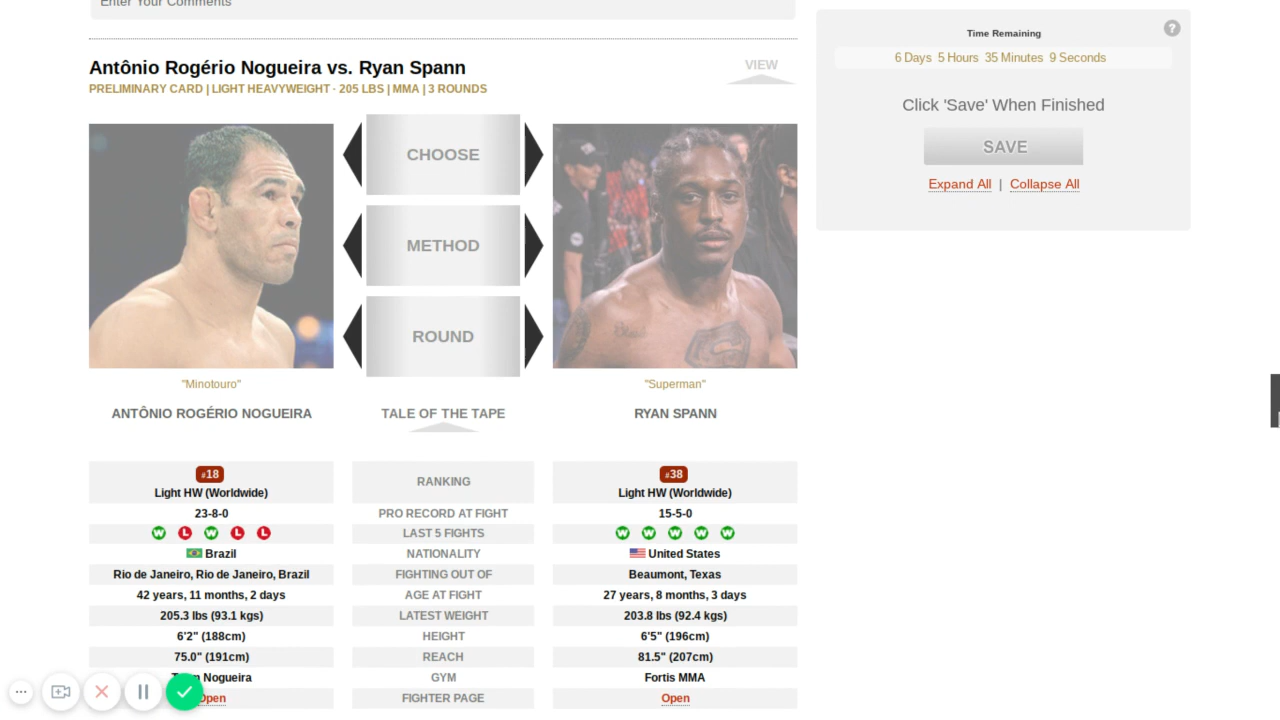 Enter Your Comments
Time Remaining
?
6 Days 5 Hours 35 Minutes 9 Seconds
Antônio Rogério Nogueira vs. Ryan Spann
VIEW
PRELIMINARY CARD | LIGHT HEAVYWEIGHT · 205 LBS | MMA | 3 ROUNDS
Click 'Save' When Finished
SAVE
Expand All | Collapse All
CHOOSE
METHOD
ROUND
"Minotouro"
"Superman"
ANTÔNIO ROGÉRIO NOGUEIRA
TALE OF THE TAPE
RYAN SPANN
#18
Light HW (Worldwide)
RANKING
#38
Light HW (Worldwide)
23-8-0 PRO RECORD AT FIGHT 15-5-0
W L W L L LAST 5 FIGHTS W W W W W
Brazil NATIONALITY United States
Rio de Janeiro, Rio de Janeiro, Brazil FIGHTING OUT OF Beaumont, Texas
42 years, 11 months, 2 days AGE AT FIGHT 27 years, 8 months, 3 days
205.3 lbs (93.1 kgs) LATEST WEIGHT 203.8 lbs (92.4 kgs)
6'2" (188cm) HEIGHT 6'5" (196cm)
75.0" (191cm) REACH 81.5" (207cm)
Nogueira GYM Fortis MMA
Open FIGHTER PAGE Open